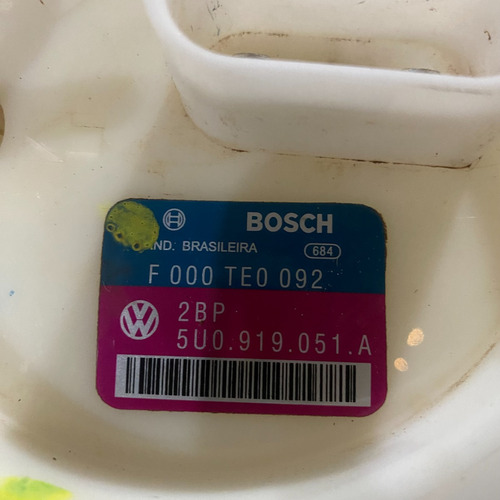 BOSCH
IND. BRASILEIRA 684
F 000 TE0 092
2BP
5U0.919.051.A